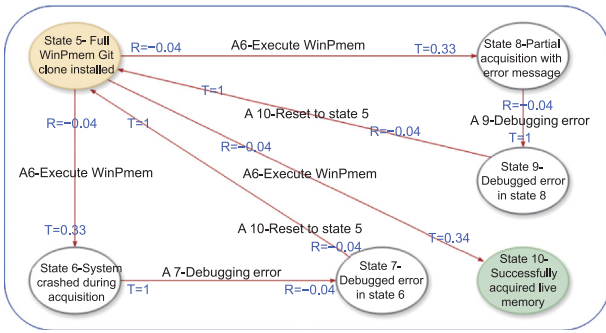 State 5- Full
WinPmem Git
clone installed
R=−0.04
A6-Execute WinPmem
T=0.33
State 8-Partial
acquisition with
error message
T=1
R=−0.04
A 10-Reset to state 5
R=−0.04
A 9-Debugging error
T=1
R=−0.04
T=1
R=−0.04
State 9-
Debugged error
in state 8
A6-Execute WinPmem
A6-Execute WinPmem
A 10-Reset to state 5
T=0.33
R=−0.04
T=0.34
State 6-System
crashed during
acquisition
A 7-Debugging error
T=1
R=−0.04
State 7-
Debugged error
in state 6
State 10-
Successfully
acquired live
memory